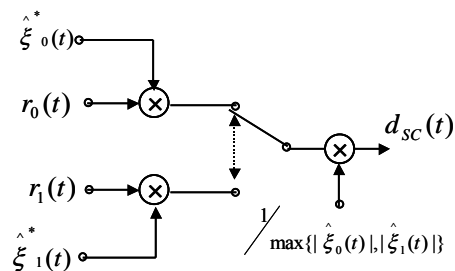 ξ̂*₀(t)
r₀(t)
×
d_SC(t)
×
r₁(t)
×
ξ̂*₁(t)
1/max{|ξ̂₀(t)|,|ξ̂₁(t)|}